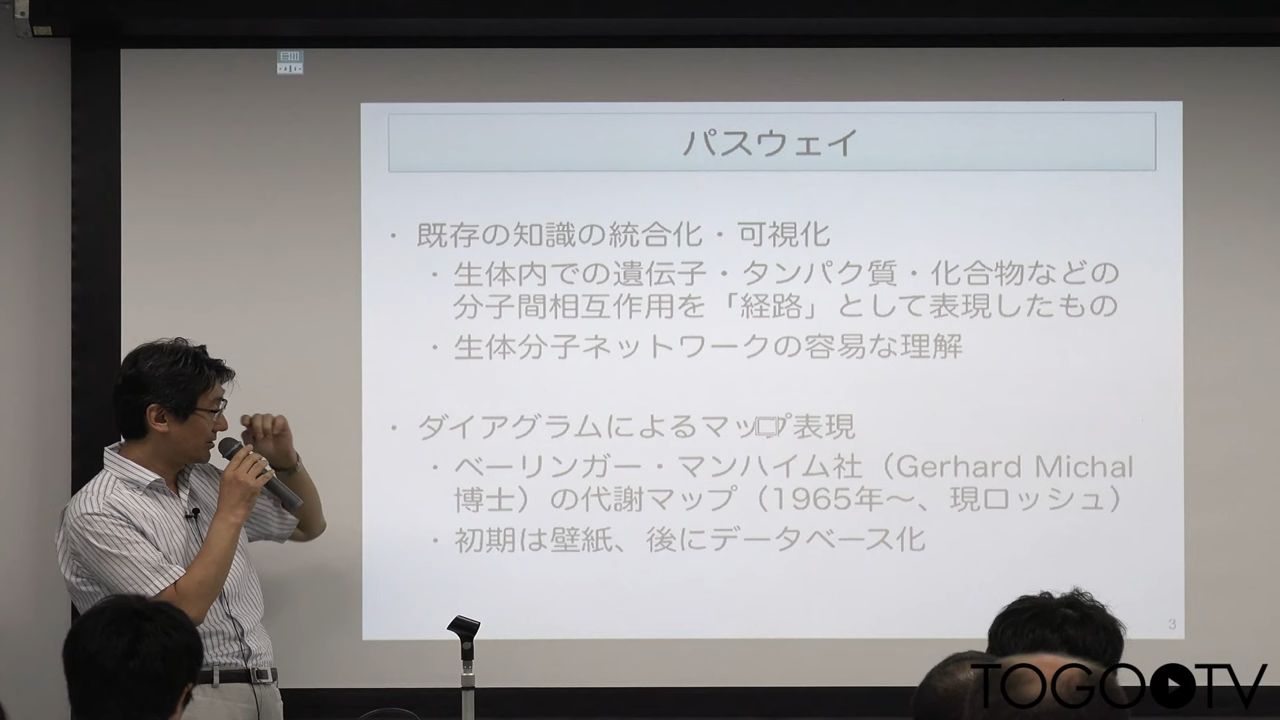 パスウェイ
・ 既存の知識の統合化・可視化
・ 生体内での遺伝子・タンパク質・化合物などの
分子間相互作用を「経路」として表現したもの
・ 生体分子ネットワークの容易な理解
・ ダイアグラムによるマップ表現
・ ベーリンガー・マンハイム社（Gerhard Michal
博士）の代謝マップ（1965年〜、現ロッシュ）
・ 初期は壁紙、後にデータベース化
3
TOGOTV